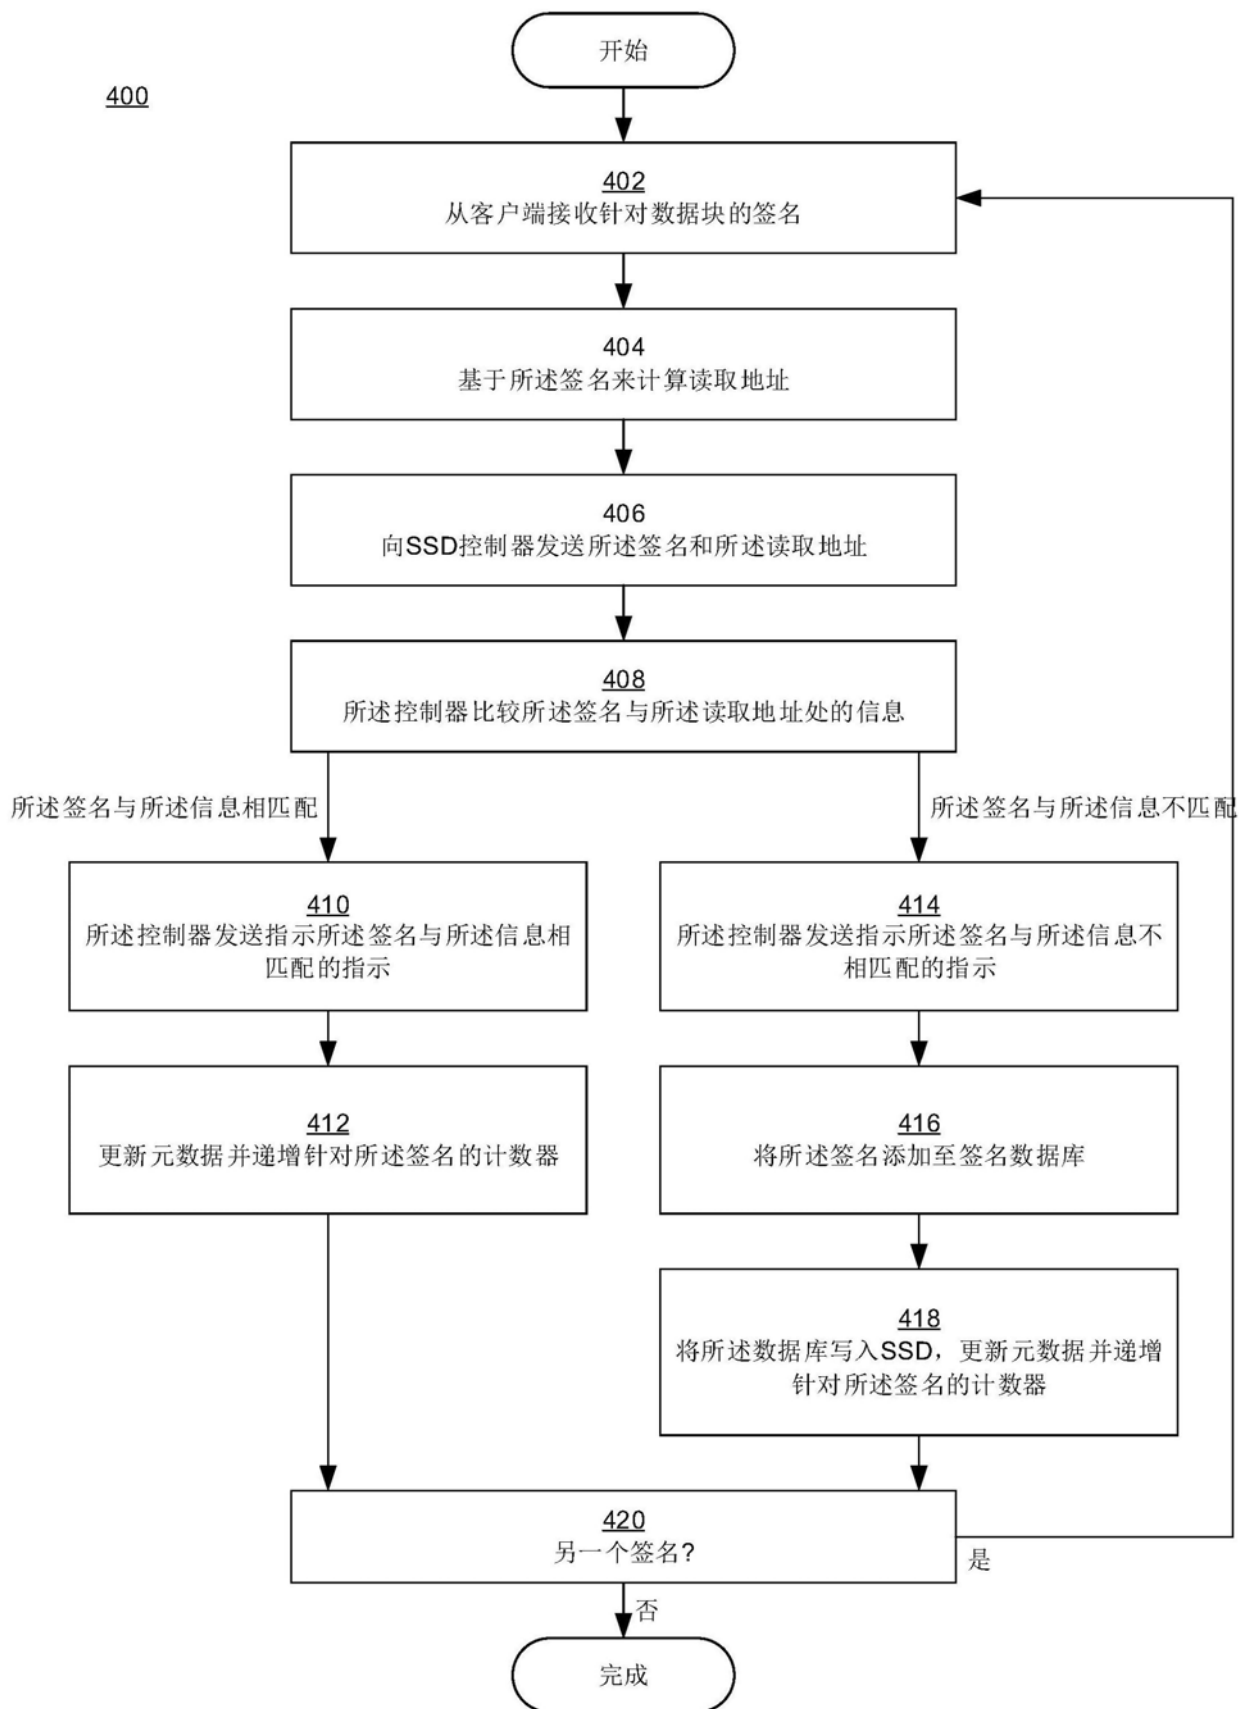 开始
400
402
从客户端接收针对数据块的签名
404
基于所述签名来计算读取地址
406
向SSD控制器发送所述签名和所述读取地址
408
所述控制器比较所述签名与所述读取地址处的信息
所述签名与所述信息相匹配
所述签名与所述信息不匹配
410
所述控制器发送指示所述签名与所述信息相
匹配的指示
414
所述控制器发送指示所述签名与所述信息不
相匹配的指示
412
更新元数据并递增针对所述签名的计数器
416
将所述签名添加至签名数据库
418
将所述数据库写入SSD，更新元数据并递增
针对所述签名的计数器
420
另一个签名?
是
否
完成